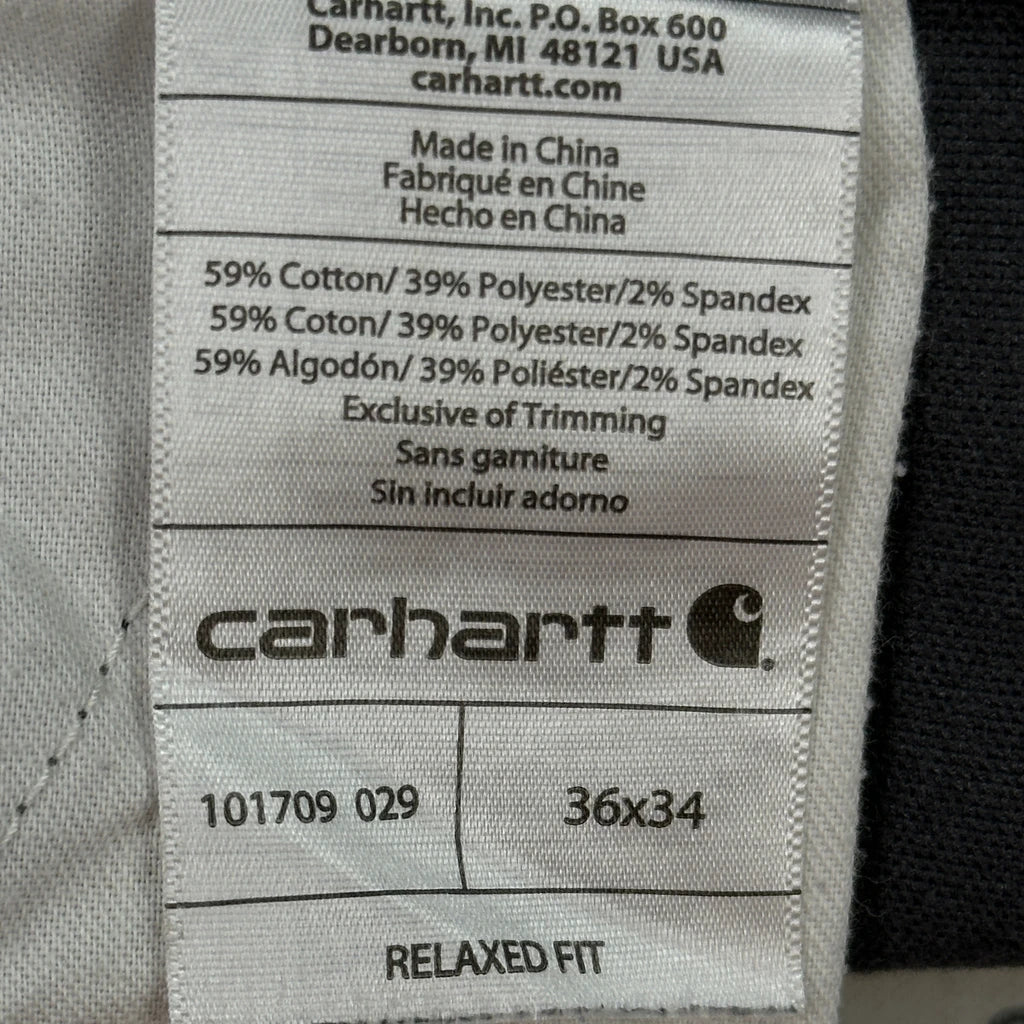 Carhartt, Inc. P.O. Box 600
Dearborn, MI 48121 USA
carhartt.com
Made in China
Fabriqué en Chine
Hecho en China
59% Cotton/ 39% Polyester/2% Spandex
59% Coton/ 39% Polyester/2% Spandex
59% Algodón/ 39% Poliéster/2% Spandex
Exclusive of Trimming
Sans garniture
Sin incluir adorno
carhartt
101709 029 36x34
RELAXED FIT